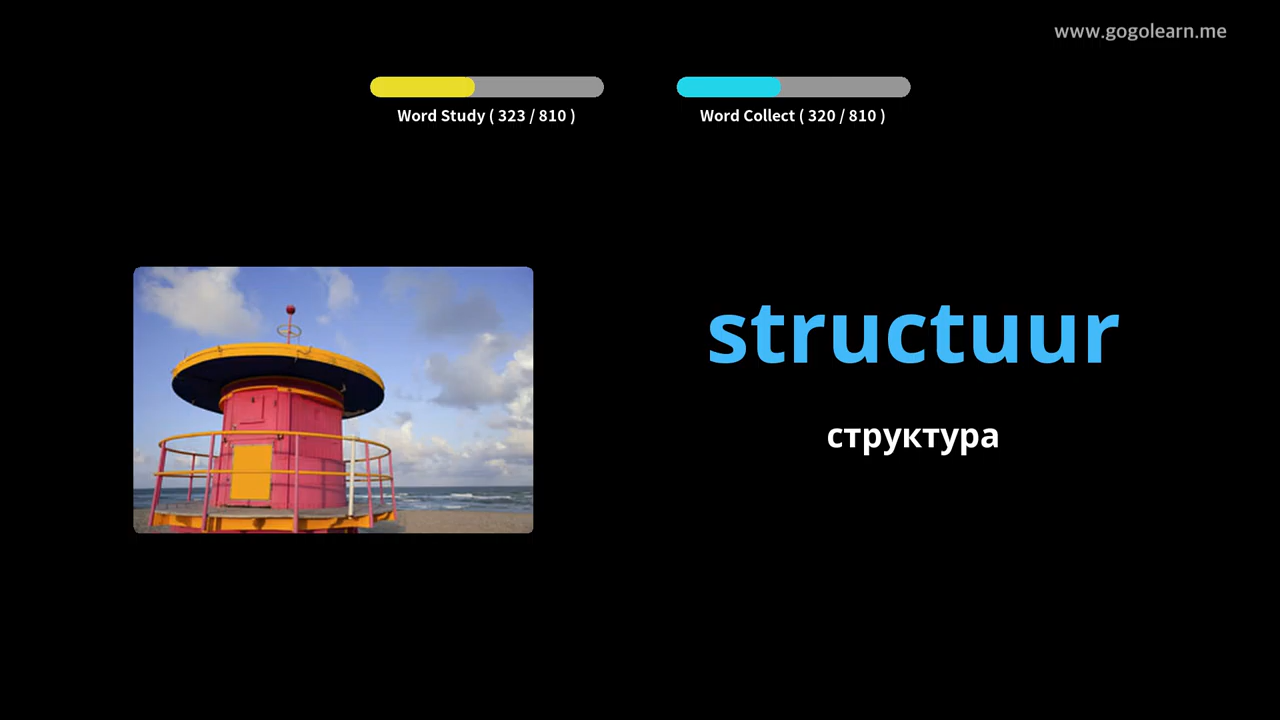 www.gogolearn.me
Word Study ( 323 / 810 )
Word Collect ( 320 / 810 )
structuur
структура